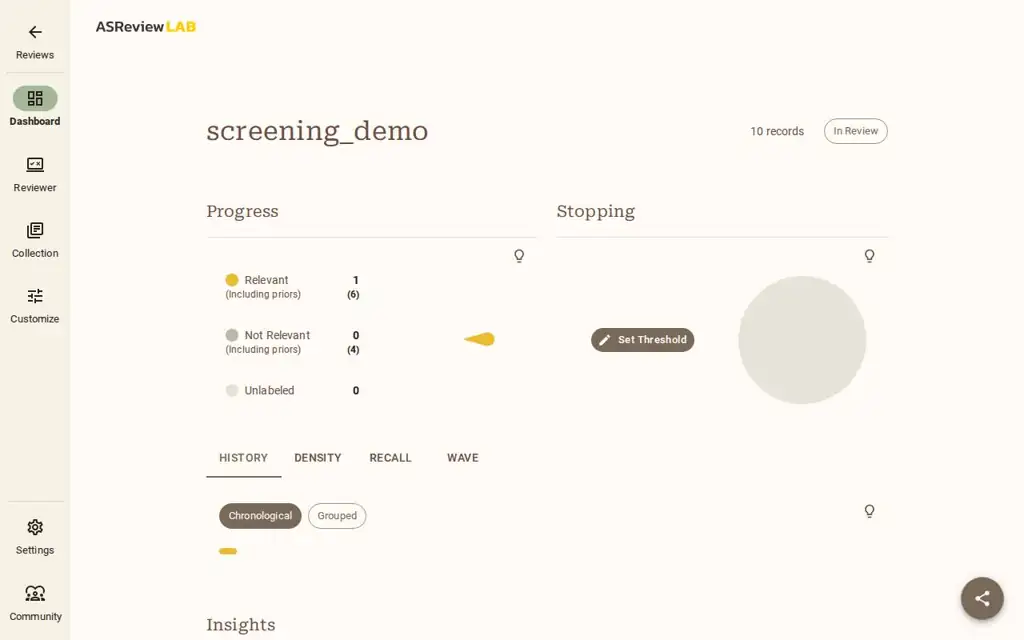 Reviews
Dashboard
Reviewer
Collection
Customize
Settings
Community
ASReview LAB
screening_demo
10 records
In Review
Progress
Relevant 1
(Including priors) (6)
Not Relevant 0
(Including priors) (4)
Unlabeled 0
Stopping
Set Threshold
HISTORY DENSITY RECALL WAVE
Chronological Grouped
Insights